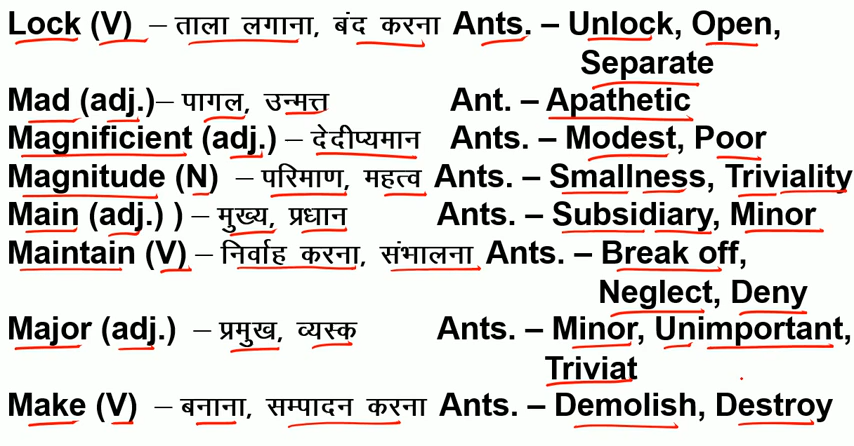 Lock (V) – ताला लगाना, बंद करना Ants. – Unlock, Open,
Separate
Mad (adj.)– पागल, उन्मत्त Ant. – Apathetic
Magnificient (adj.) – देदीप्यमान Ants. – Modest, Poor
Magnitude (N) – परिमाण, महत्व Ants. – Smallness, Triviality
Main (adj.) ) – मुख्य, प्रधान Ants. – Subsidiary, Minor
Maintain (V) – निर्वाह करना, संभालना Ants. – Break off,
Neglect, Deny
Major (adj.) – प्रमुख, व्यस्क Ants. – Minor, Unimportant,
Triviat
Make (V) – बनाना, सम्पादन करना Ants. – Demolish, Destroy